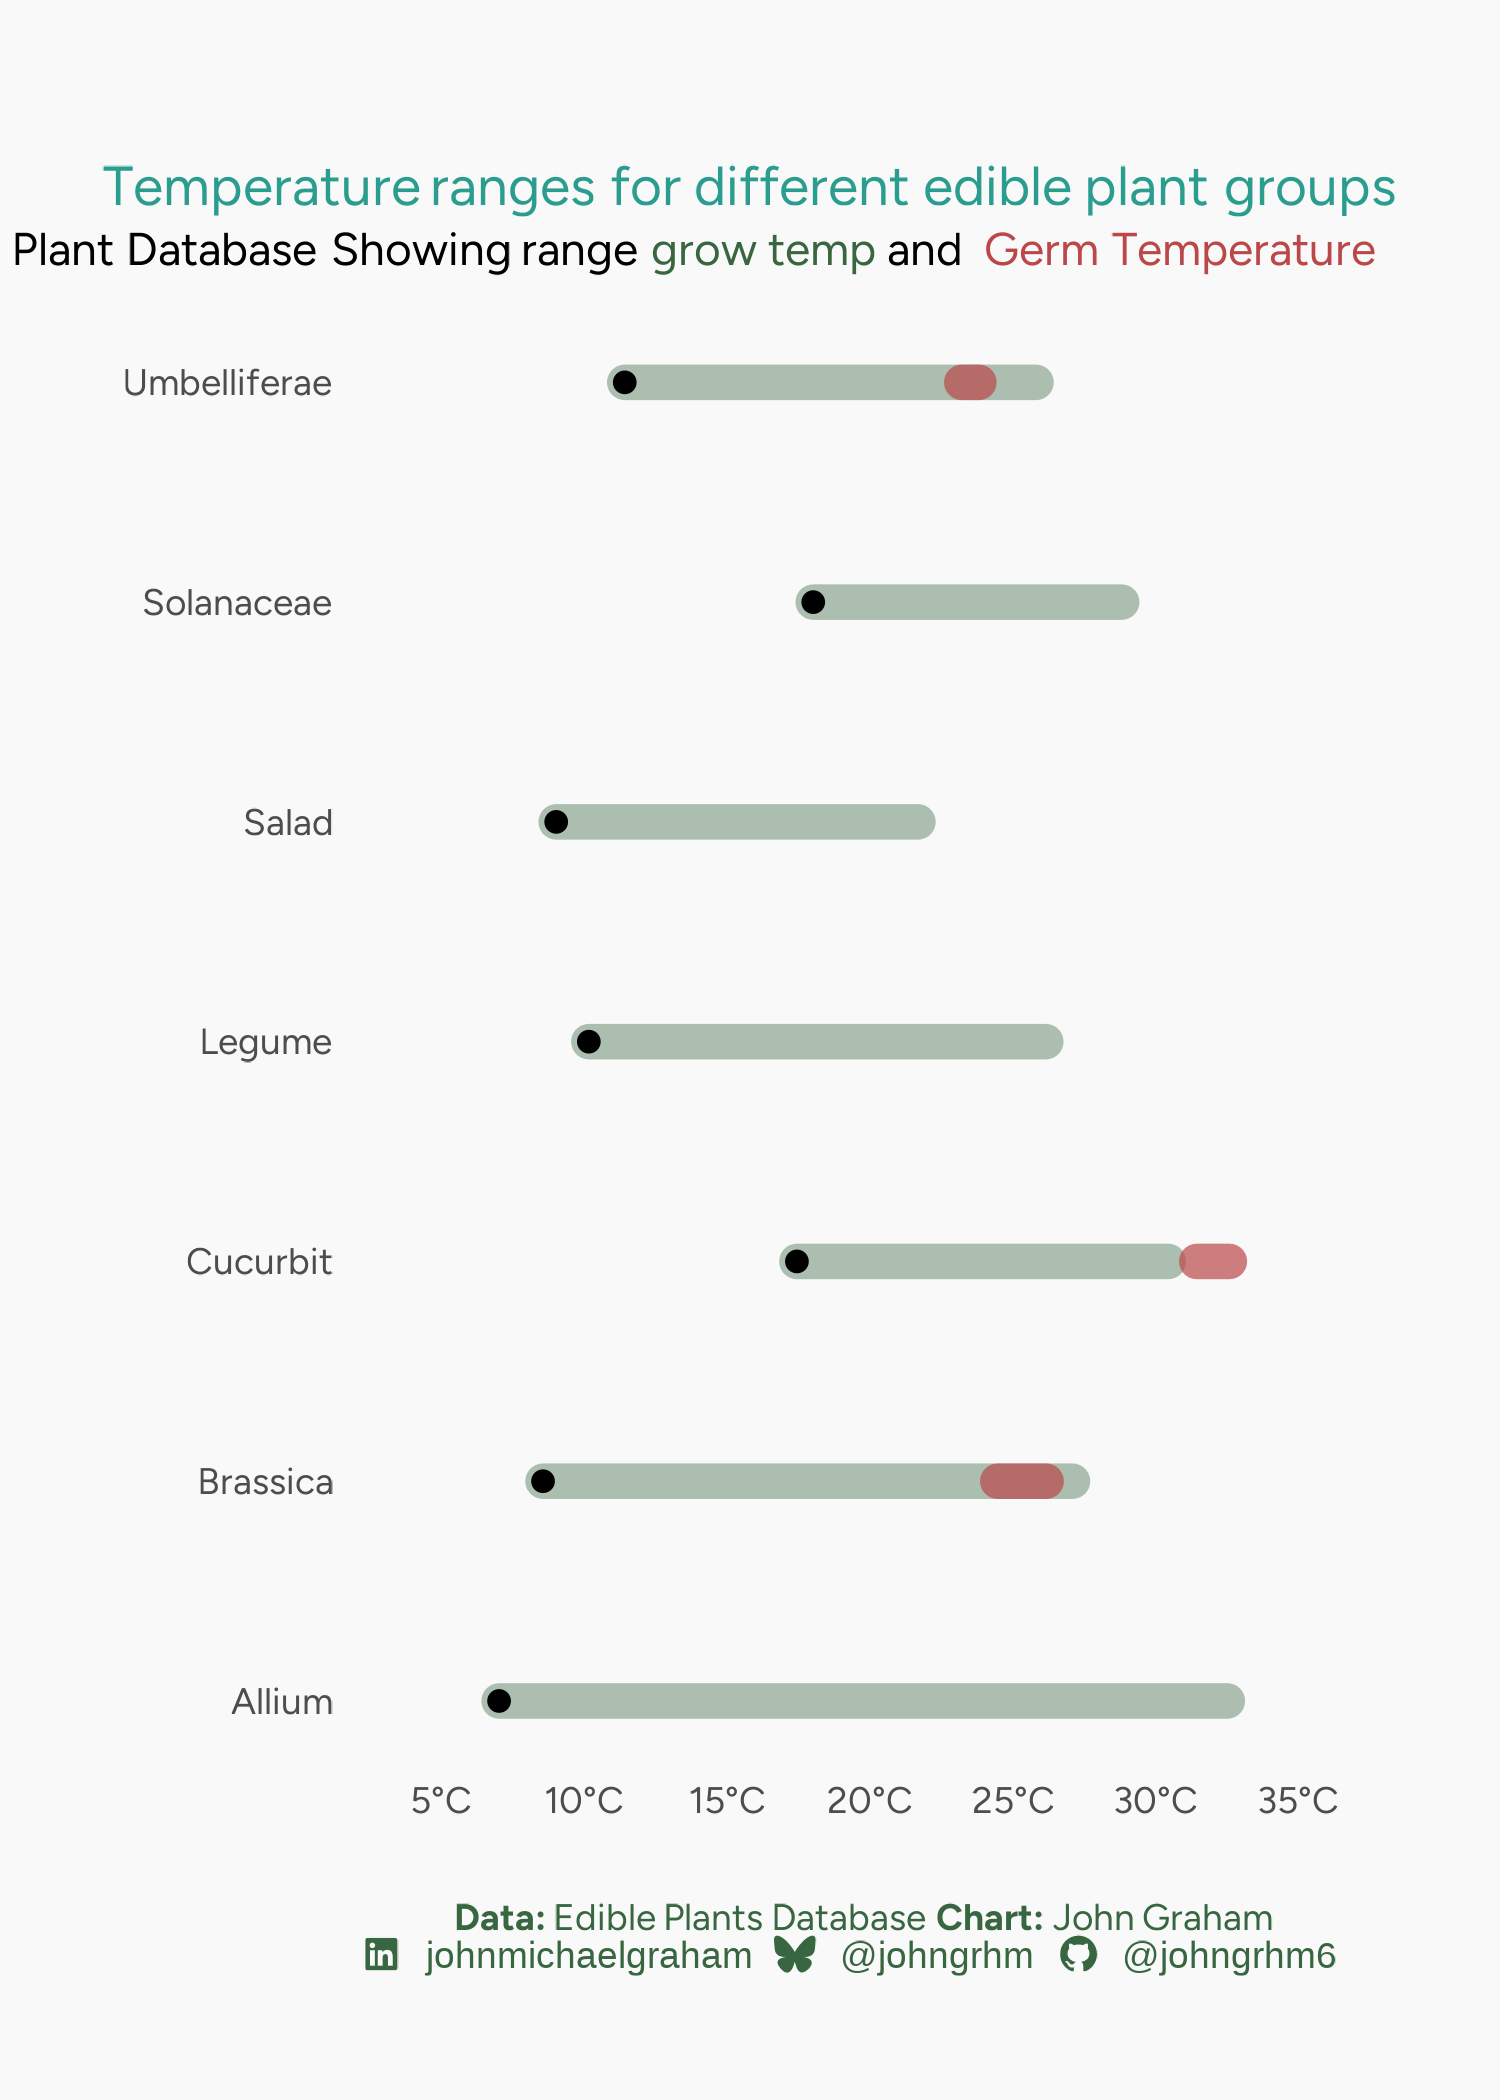 Temperature ranges for different edible plant groups
Plant Database Showing range grow temp and Germ Temperature
Umbelliferae
Solanaceae
Salad
Legume
Cucurbit
Brassica
Allium
5°C 10°C 15°C 20°C 25°C 30°C 35°C
Data: Edible Plants Database Chart: John Graham
in johnmichaelgraham @johngrhm @johngrhm6